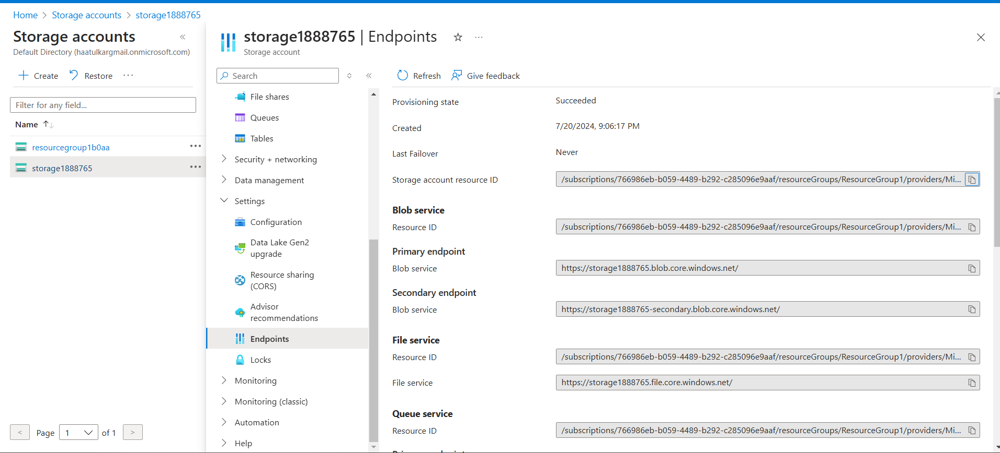 Home > Storage accounts > storage1888765
Storage accounts «
Default Directory (haatulkargmail.onmicrosoft.com)
+ Create Restore ...
Filter for any field...
Name ↑↓
resourcegroup1b0aa ...
storage1888765 ...
< Page 1 of 1 >
storage1888765 | Endpoints ☆ ...
Storage account
Search «
File shares
Queues
Tables
Security + networking
Data management
Settings
Configuration
Data Lake Gen2
upgrade
Resource sharing
(CORS)
Advisor
recommendations
Endpoints
Locks
Monitoring
Monitoring (classic)
Automation
Help
Refresh Give feedback
Provisioning state Succeeded
Created 7/20/2024, 9:06:17 PM
Last Failover Never
Storage account resource ID /subscriptions/766986eb-b059-4489-b292-c285096e9aaf/resourceGroups/ResourceGroup1/providers/Mi...
Blob service
Resource ID /subscriptions/766986eb-b059-4489-b292-c285096e9aaf/resourceGroups/ResourceGroup1/providers/Mi...
Primary endpoint
Blob service https://storage1888765.blob.core.windows.net/
Secondary endpoint
Blob service https://storage1888765-secondary.blob.core.windows.net/
File service
Resource ID /subscriptions/766986eb-b059-4489-b292-c285096e9aaf/resourceGroups/ResourceGroup1/providers/Mi...
File service https://storage1888765.file.core.windows.net/
Queue service
Resource ID /subscriptions/766986eb-b059-4489-b292-c285096e9aaf/resourceGroups/ResourceGroup1/providers/Mi...